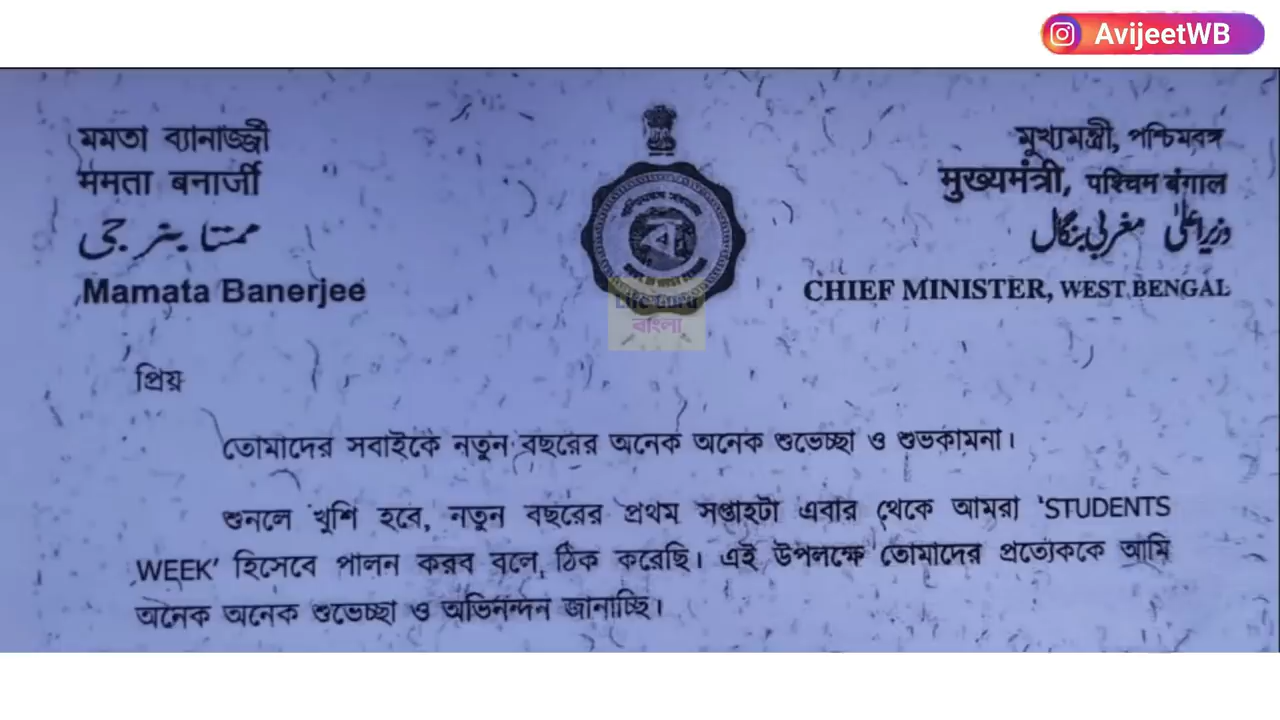 AvijeetWB
মমতা ব্যানার্জ্জী
ममता बनार्जी
ممتا بنرجی
Mamata Banerjee
মুখ্যমন্ত্রী, পশ্চিমবঙ্গ
मुख्यमंत्री, पश्चिम बंगाल
وزیراعلیٰ مغربی بنگال
CHIEF MINISTER, WEST BENGAL
ব
বাংলা
প্রিয়
তোমাদের সবাইকে নতুন বছরের অনেক অনেক শুভেচ্ছা ও শুভকামনা।
শুনলে খুশি হবে, নতুন বছরের প্রথম সপ্তাহটা এবার থেকে আমরা 'STUDENTS
WEEK' হিসেবে পালন করব বলে ঠিক করেছি। এই উপলক্ষে তোমাদের প্রত্যেককে আমি
অনেক অনেক শুভেচ্ছা ও অভিনন্দন জানাচ্ছি।